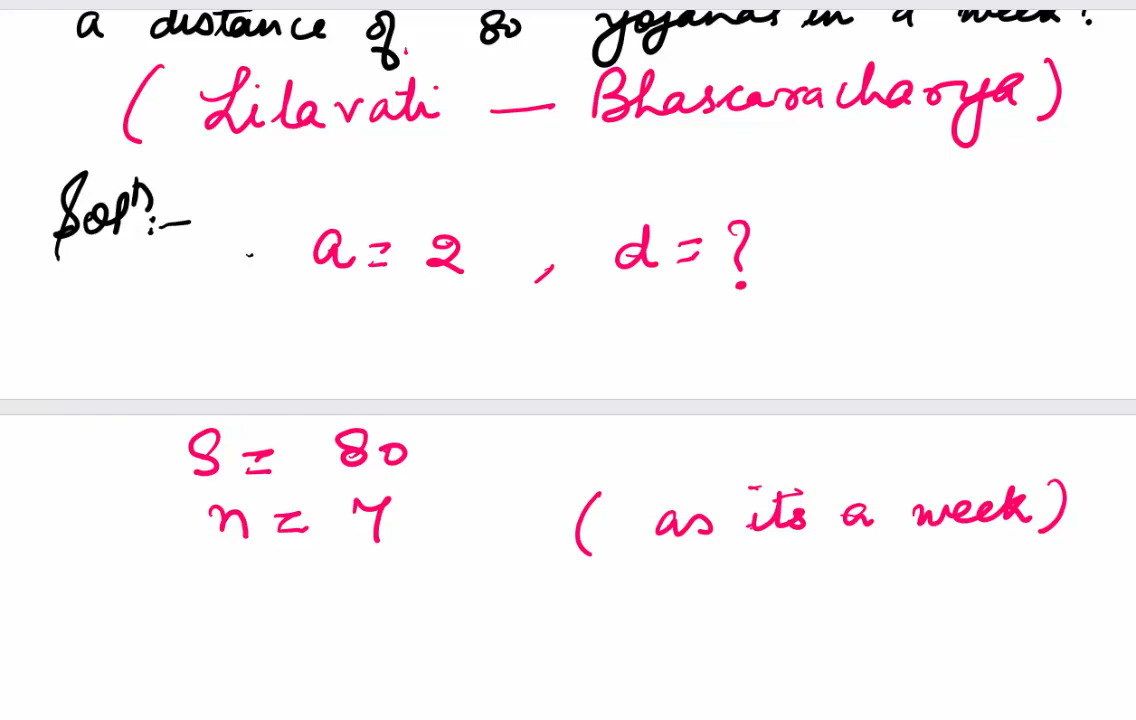 a distance of 80 yojanas in a week?
( Lilavati — Bhascaracharya )
Solⁿ:-
a = 2 , d = ?
S = 80
n = 7 ( as its a week )